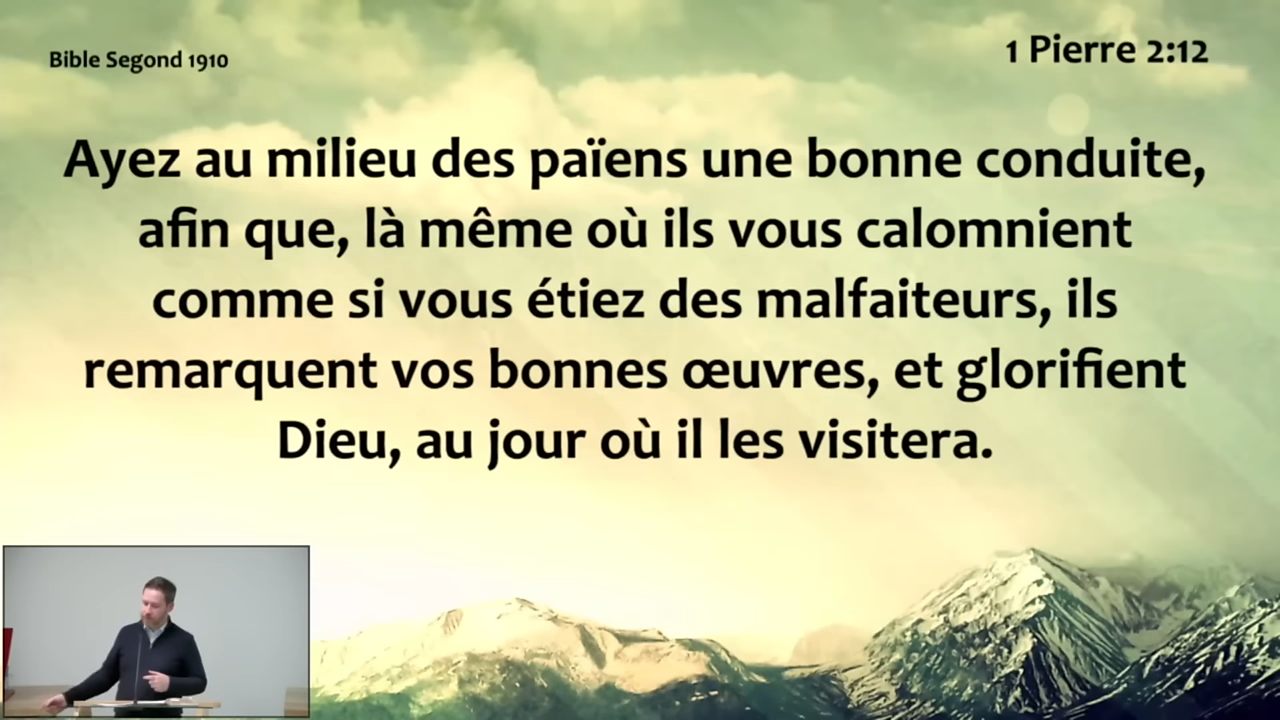 Bible Segond 1910
1 Pierre 2:12
Ayez au milieu des païens une bonne conduite,
afin que, là même où ils vous calomnient
comme si vous étiez des malfaiteurs, ils
remarquent vos bonnes œuvres, et glorifient
Dieu, au jour où il les visitera.